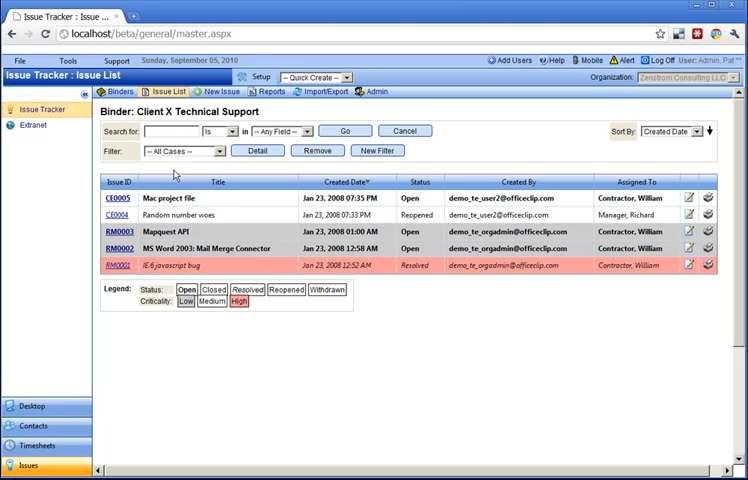 Issue Tracker : Issue List ...
localhost/beta/general/master.aspx
File Tools Support Sunday, September 05, 2010 Add Users Help Mobile Alert Log Off User: Admin, Pat
Issue Tracker : Issue List Setup -- Quick Create -- Organization: Zenstrom Consulting LLC
Binders Issue List New Issue Reports Import/Export Admin
Issue Tracker
Extranet
Binder: Client X Technical Support
Search for: Is in -- Any Field -- Go Cancel Sort By: Created Date
Filter: -- All Cases -- Detail Remove New Filter
Issue ID Title Created Date Status Created By Assigned To
CE0005 Mac project file Jan 23, 2008 07:35 PM Open demo_te_user2@officeclip.com Contractor, William
CE0004 Random number woes Jan 23, 2008 07:33 PM Reopened demo_te_user2@officeclip.com Manager, Richard
RM0003 Mapquest API Jan 23, 2008 01:00 AM Open demo_te_orgadmin@officeclip.com Contractor, William
RM0002 MS Word 2003: Mail Merge Connector Jan 23, 2008 12:58 AM Open demo_te_orgadmin@officeclip.com Contractor, William
RM0001 IE.6 javascript bug Jan 23, 2008 12:52 AM Resolved demo_te_orgadmin@officeclip.com Contractor, William
Legend: Status: Open Closed Resolved Reopened Withdrawn
Criticality: Low Medium High
Desktop
Contacts
Timesheets
Issues